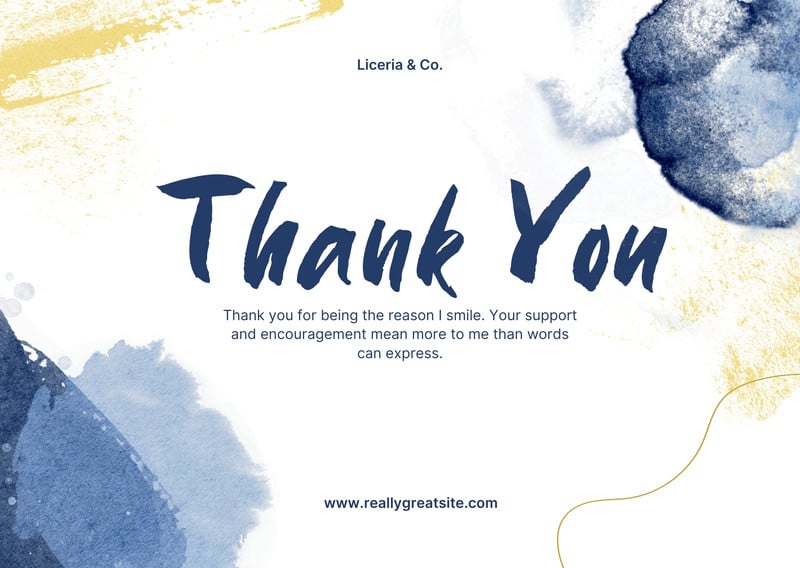 Liceria & Co.
Thank You
Thank you for being the reason I smile. Your support
and encouragement mean more to me than words
can express.
www.reallygreatsite.com